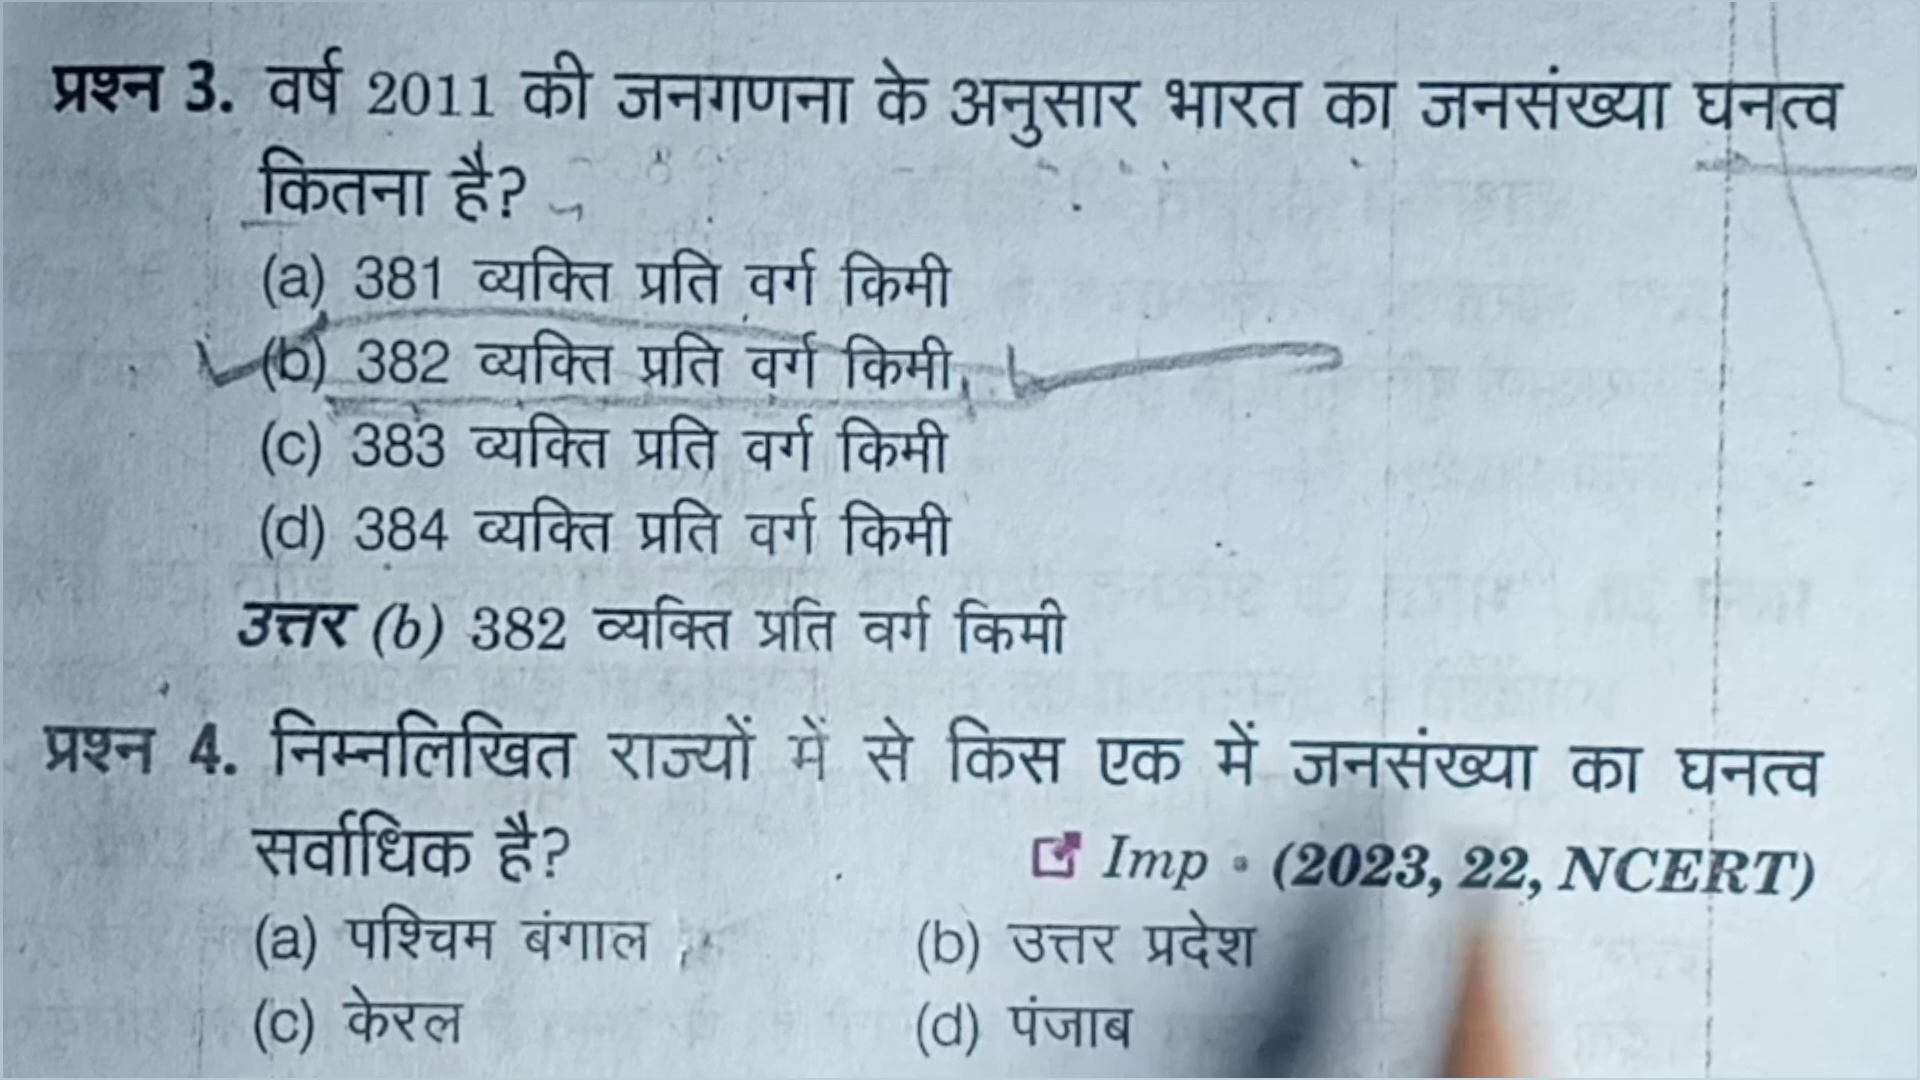 प्रश्न 3. वर्ष 2011 की जनगणना के अनुसार भारत का जनसंख्या घनत्व
कितना है?
(a) 381 व्यक्ति प्रति वर्ग किमी
(b) 382 व्यक्ति प्रति वर्ग किमी
(c) 383 व्यक्ति प्रति वर्ग किमी
(d) 384 व्यक्ति प्रति वर्ग किमी
उत्तर (b) 382 व्यक्ति प्रति वर्ग किमी
प्रश्न 4. निम्नलिखित राज्यों में से किस एक में जनसंख्या का घनत्व
सर्वाधिक है? Imp • (2023, 22, NCERT)
(a) पश्चिम बंगाल (b) उत्तर प्रदेश
(c) केरल (d) पंजाब